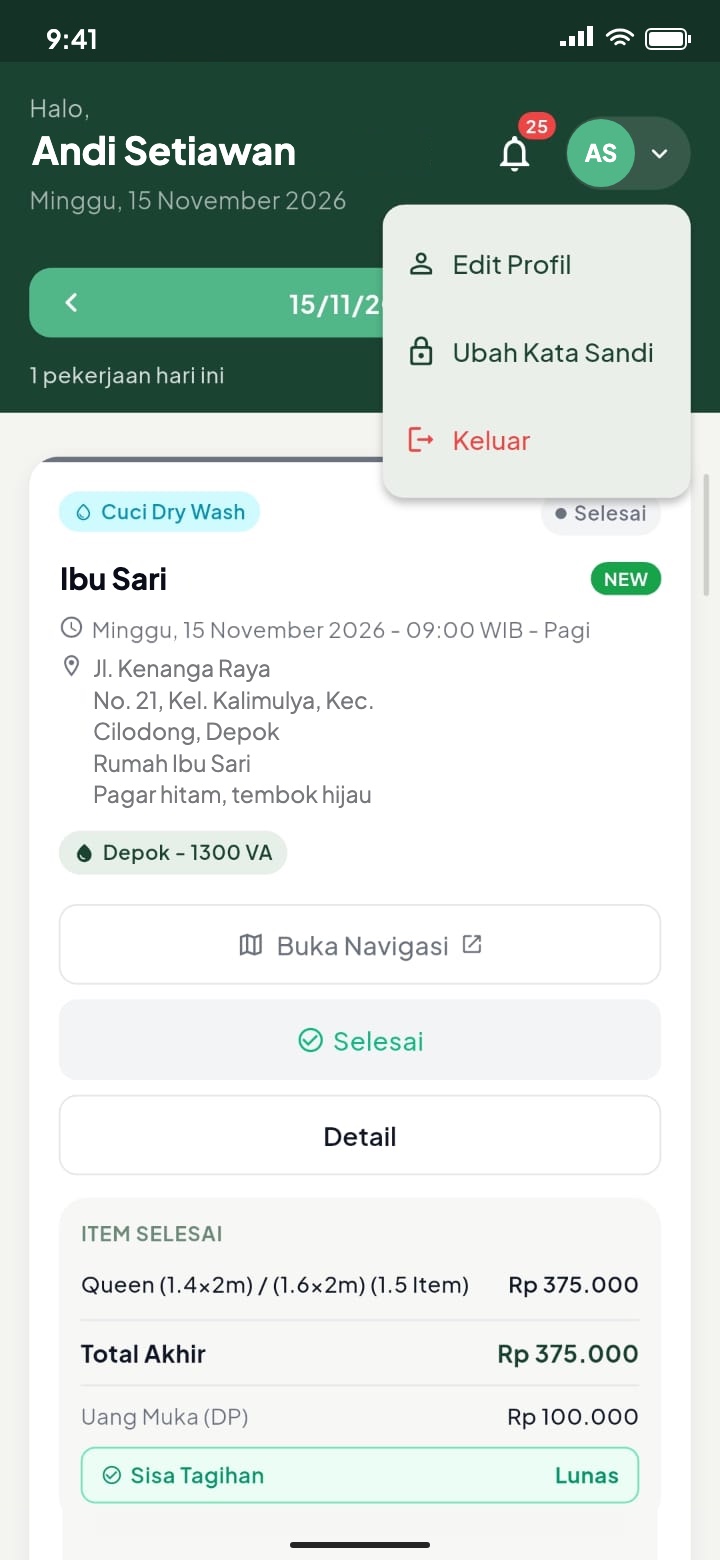 9:41
Halo,
Andi Setiawan
25
AS
Minggu, 15 November 2026
Edit Profil
Ubah Kata Sandi
Keluar
15/11/2
1 pekerjaan hari ini
Cuci Dry Wash
Selesai
Ibu Sari
NEW
Minggu, 15 November 2026 - 09:00 WIB - Pagi
Jl. Kenanga Raya
No. 21, Kel. Kalimulya, Kec.
Cilodong, Depok
Rumah Ibu Sari
Pagar hitam, tembok hijau
Depok - 1300 VA
Buka Navigasi
Selesai
Detail
ITEM SELESAI
Queen (1.4×2m) / (1.6×2m) (1.5 Item) Rp 375.000
Total Akhir Rp 375.000
Uang Muka (DP) Rp 100.000
Sisa Tagihan Lunas